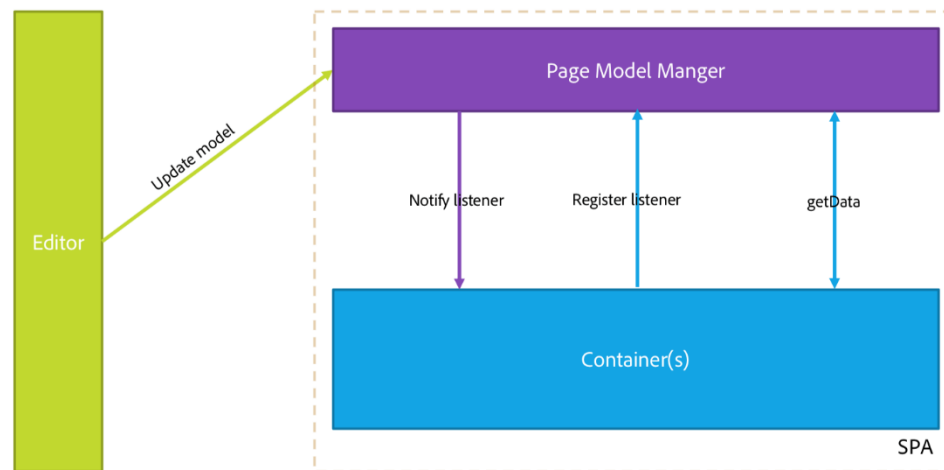 Page Model Manger
Update model
Notify listener
Register listener
getData
Editor
Container(s)
SPA